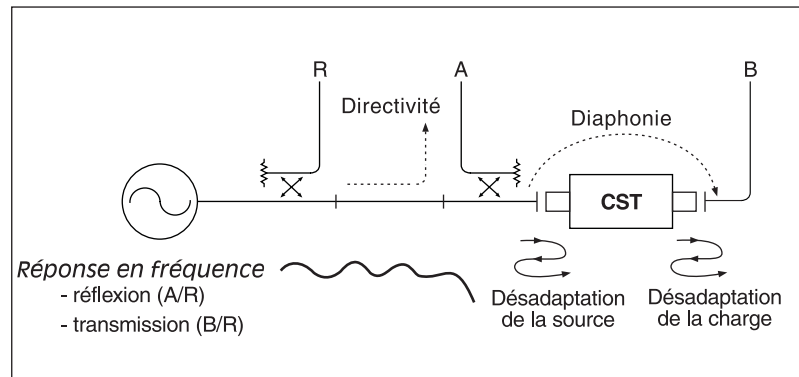 R
A
B
Directivité
Diaphonie
CST
Réponse en fréquence
- réflexion (A/R)
- transmission (B/R)
Désadaptation
de la source
Désadaptation
de la charge